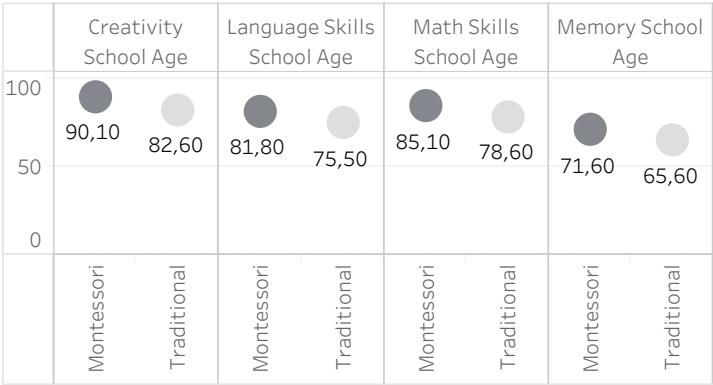 Creativity
School Age
Language Skills
School Age
Math Skills
School Age
Memory School
Age
100
50
0
90,10
82,60
81,80
75,50
85,10
78,60
71,60
65,60
Montessori
Traditional
Montessori
Traditional
Montessori
Traditional
Montessori
Traditional